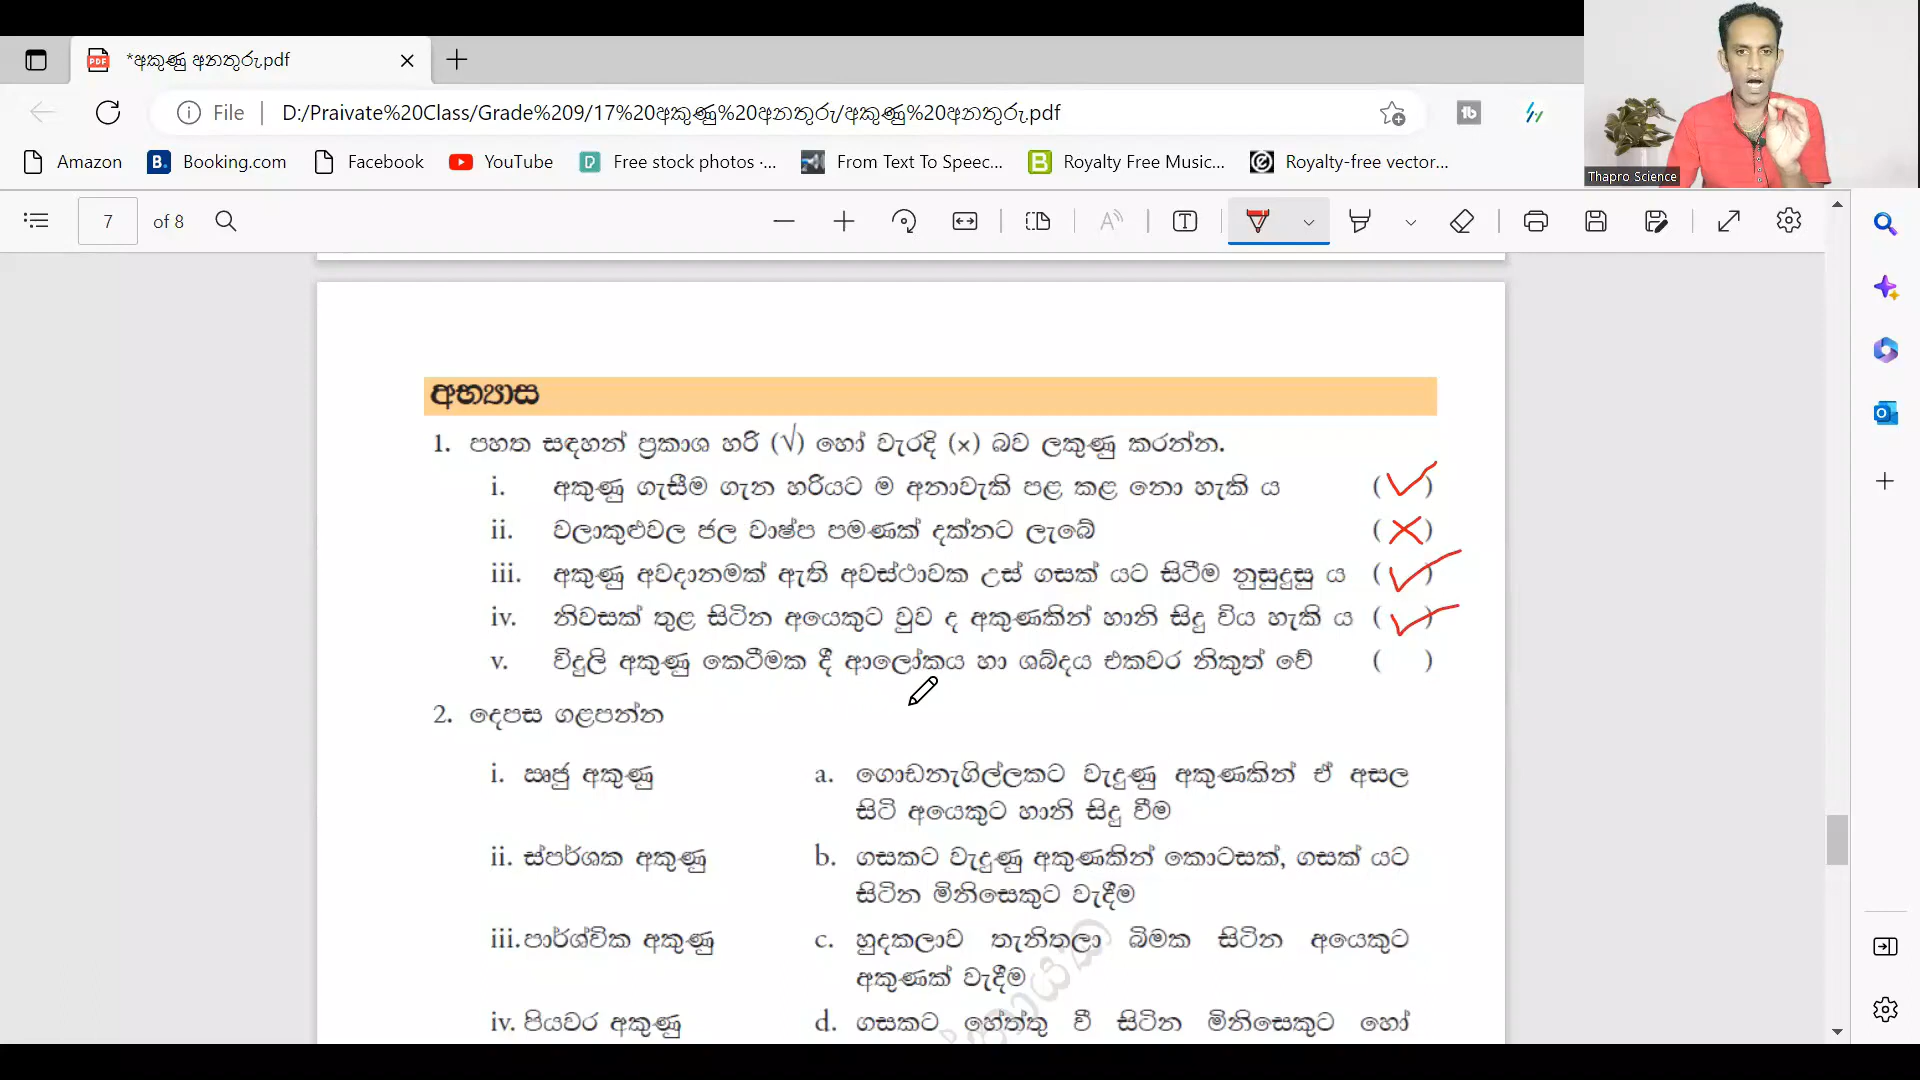 *අකුණු අනතුරු.pdf
File
D:/Praivate%20Class/Grade%209/17%20අකුණු%20අනතුරු/අකුණු%20අනතුරු.pdf
Amazon
Booking.com
Facebook
YouTube
Free stock photos ·...
From Text To Speec...
Royalty Free Music...
Royalty-free vector...
Thapro Science
7 of 8
අභ්‍යාස
1. පහත සඳහන් ප්‍රකාශ හරි (√) හෝ වැරදි (×) බව ලකුණු කරන්න.
i. අකුණු ගැසීම ගැන හරියට ම අනාවැකි පළ කළ නො හැකි ය (✓)
ii. වලාකුළුවල ජල වාෂ්ප පමණක් දක්නට ලැබේ (×)
iii. අකුණු අවදානමක් ඇති අවස්ථාවක උස් ගසක් යට සිටීම නුසුදුසු ය (✓)
iv. නිවසක් තුළ සිටින අයෙකුට වුව ද අකුණකින් හානි සිදු විය හැකි ය (✓)
v. විදුලි අකුණු කෙටීමක දී ආලෝකය හා ශබ්දය එකවර නිකුත් වේ ( )
2. දෙපස ගළපන්න
i. ඍජු අකුණු
a. ගොඩනැගිල්ලකට වැදුණු අකුණකින් ඒ අසල
සිටි අයෙකුට හානි සිදු වීම
ii. ස්පර්ශක අකුණු
b. ගසකට වැදුණු අකුණකින් කොටසක්, ගසක් යට
සිටින මිනිසෙකුට වැදීම
iii. පාර්ශ්වික අකුණු
c. හුදකලාව තැනිතලා බිමක සිටින අයෙකුට
අකුණක් වැදීම
iv. පියවර අකුණු
d. ගසකට හේත්තු වී සිටින මිනිසෙකුට හෝ